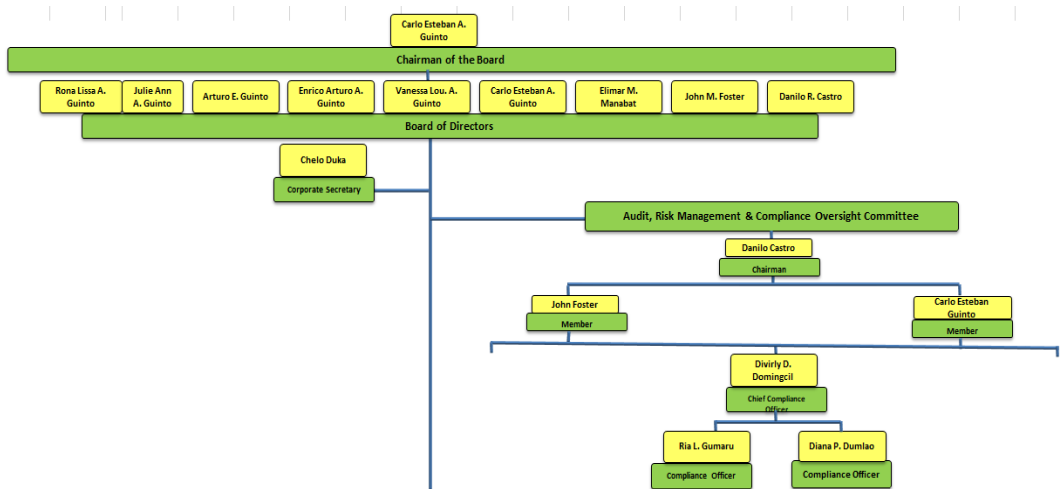 Carlo Esteban A.
Guinto
Chairman of the Board
Rona Lissa A.
Guinto
Julie Ann
A. Guinto
Arturo E. Guinto
Enrico Arturo A.
Guinto
Vanessa Lou. A.
Guinto
Carlo Esteban A.
Guinto
Elimar M.
Manabat
John M. Foster
Danilo R. Castro
Board of Directors
Chelo Duka
Corporate Secretary
Audit, Risk Management & Compliance Oversight Committee
Danilo Castro
Chairman
John Foster
Member
Carlo Esteban
Guinto
Member
Divirly D.
Domingcil
Chief Compliance
Officer
Ria L. Gumaru
Compliance Officer
Diana P. Dumlao
Compliance Officer